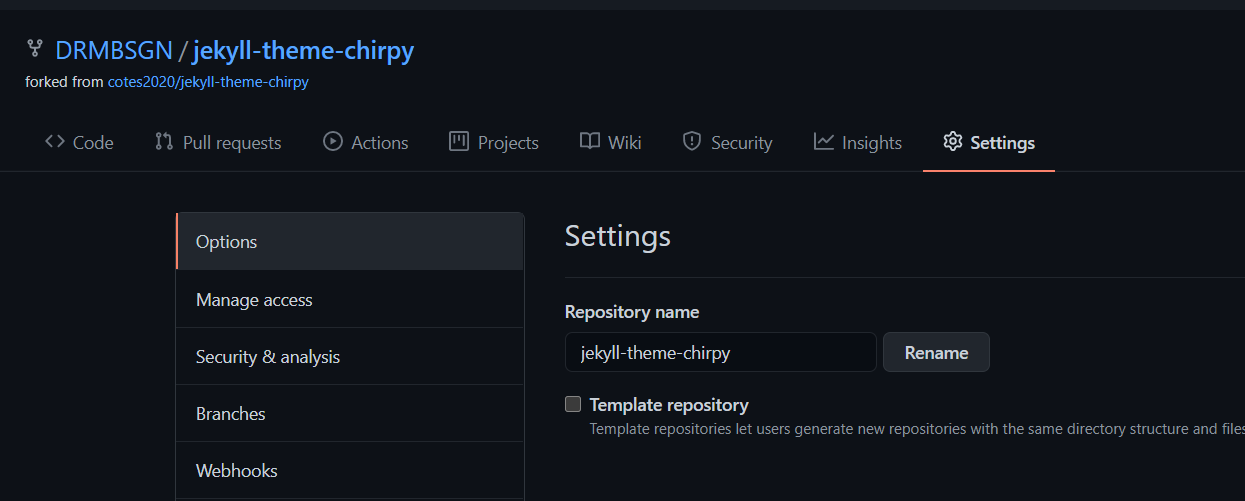 DRMBSGN / jekyll-theme-chirpy
forked from cotes2020/jekyll-theme-chirpy
Code Pull requests Actions Projects Wiki Security Insights Settings
Options
Manage access
Security & analysis
Branches
Webhooks
Settings
Repository name
jekyll-theme-chirpy Rename
Template repository
Template repositories let users generate new repositories with the same directory structure and files